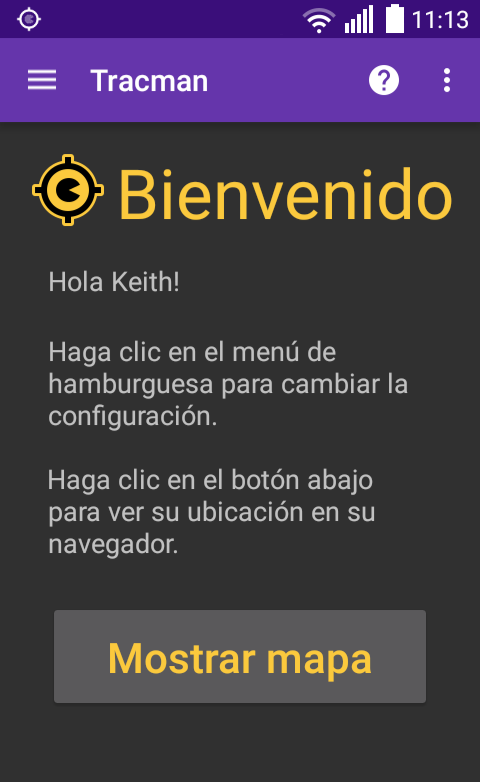 11:13
Tracman
Bienvenido
Hola Keith!
Haga clic en el menú de
hamburguesa para cambiar la
configuración.
Haga clic en el botón abajo
para ver su ubicación en su
navegador.
Mostrar mapa